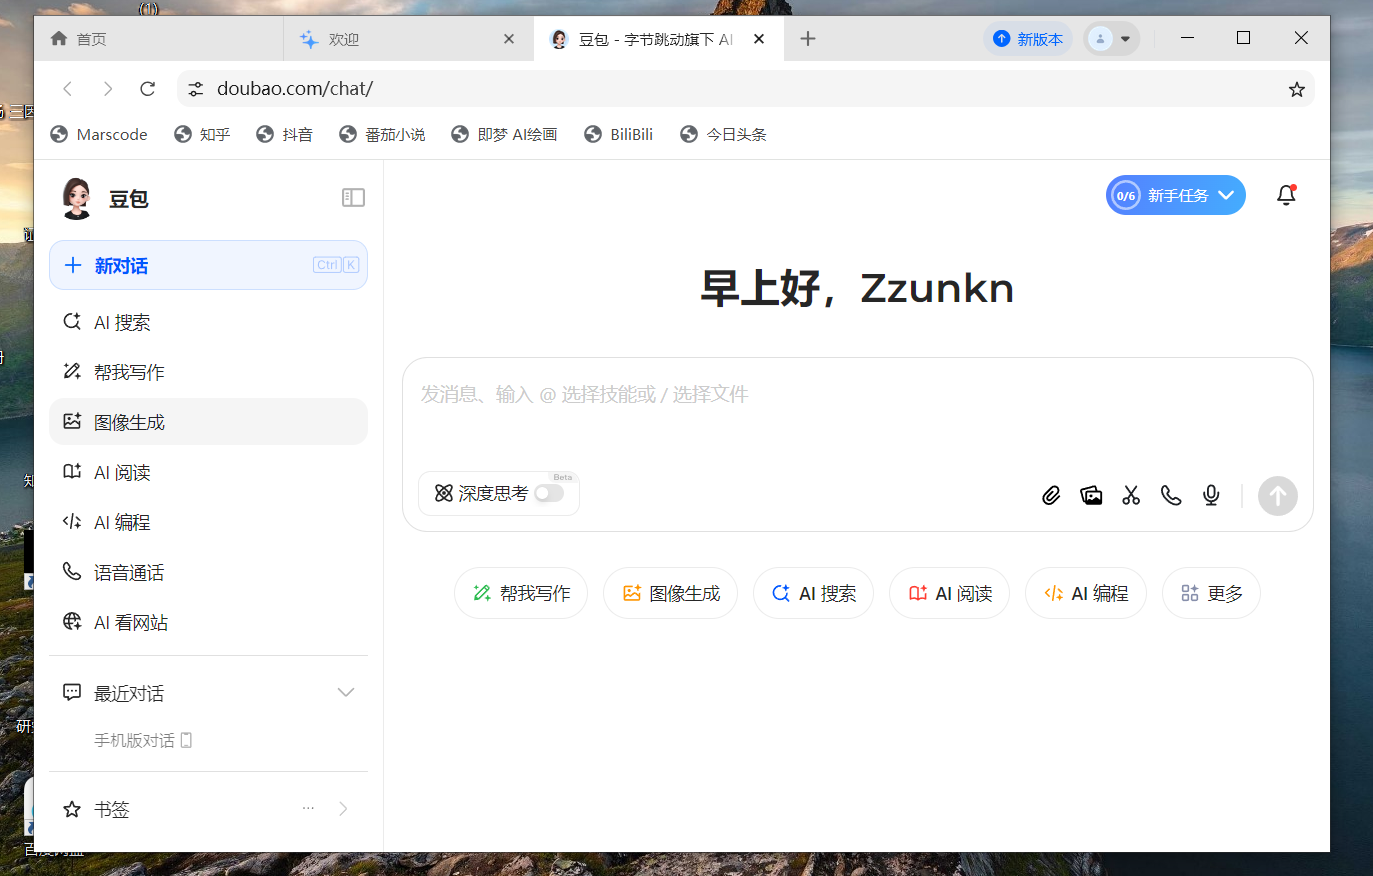 (1)
首页
欢迎
豆包 - 字节跳动旗下 AI
新版本
doubao.com/chat/
Marscode
知乎
抖音
番茄小说
即梦 AI绘画
BiliBili
今日头条
豆包
0/6 新手任务
新对话
Ctrl K
AI 搜索
帮我写作
图像生成
AI 阅读
AI 编程
语音通话
AI 看网站
最近对话
手机版对话
书签
早上好，Zzunkn
发消息、输入 @ 选择技能或 / 选择文件
深度思考
Beta
帮我写作
图像生成
AI 搜索
AI 阅读
AI 编程
更多